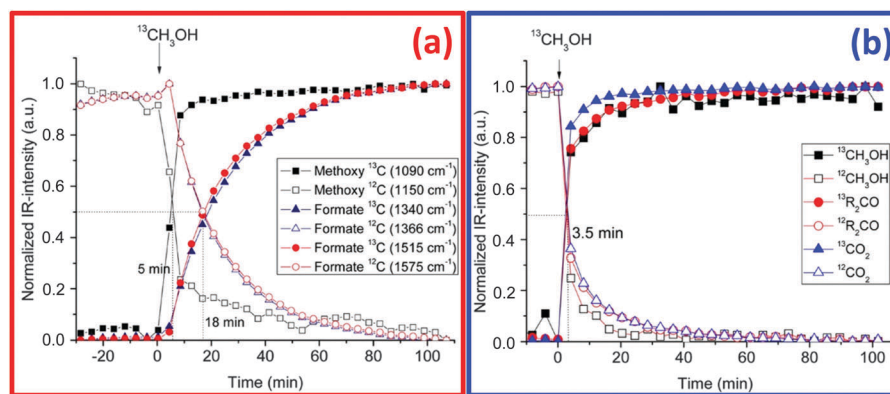 ¹³CH₃OH
(a)
Normalized IR-intensity (a.u.)
1.0
0.8
0.6
0.4
0.2
0.0
Methoxy ¹³C (1090 cm⁻¹)
Methoxy ¹²C (1150 cm⁻¹)
Formate ¹³C (1340 cm⁻¹)
Formate ¹²C (1366 cm⁻¹)
Formate ¹³C (1515 cm⁻¹)
Formate ¹²C (1575 cm⁻¹)
5 min
18 min
-20 0 20 40 60 80 100
Time (min)
¹³CH₃OH
(b)
Normalized IR-intensity (a.u.)
1.0
0.8
0.6
0.4
0.2
0.0
3.5 min
¹³CH₃OH
¹²CH₃OH
¹³R₂CO
¹²R₂CO
¹³CO₂
¹²CO₂
0 20 40 60 80 100
Time (min)